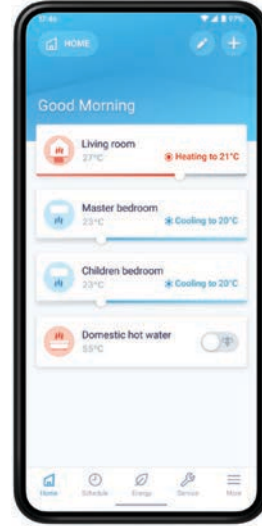 HOME
Good Morning
Living room
Heating to 21°C
Master bedroom
23°C
Cooling to 20°C
Children bedroom
23°C
Cooling to 20°C
Domestic hot water
55°C
Home
Schedule
Energy
Service
More